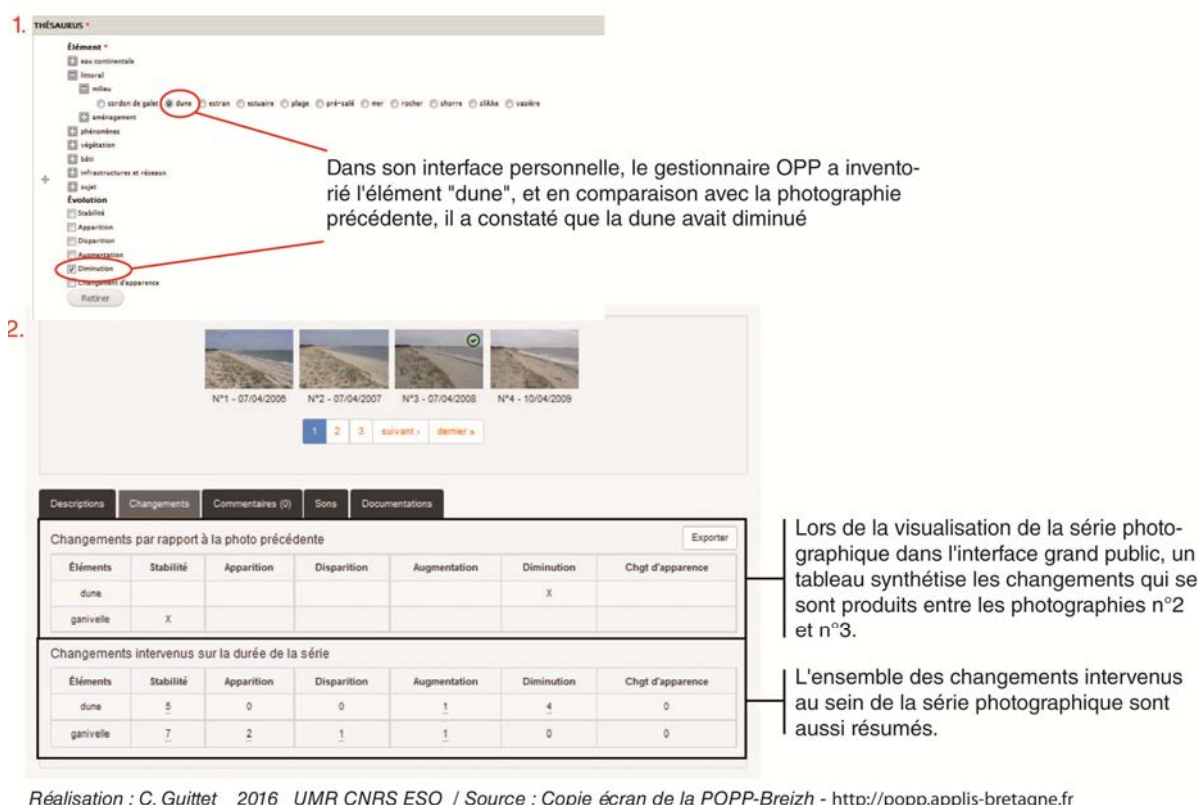 1.
THÉSAURUS *
Élément *
eau continentale
littoral
milieu
cordon de galet dune estran estuaire plage pré-salé mer rocher shorre slikke vasière
aménagement
phénomènes
végétation
bâti
infrastructures et réseaux
sujet
Évolution
Stabilité
Apparition
Disparition
Augmentation
Diminution
Changement d'apparence
Retirer
Dans son interface personnelle, le gestionnaire OPP a invento-
rié l'élément "dune", et en comparaison avec la photographie
précédente, il a constaté que la dune avait diminué
2.
N°1 - 07/04/2006 N°2 - 07/04/2007 N°3 - 07/04/2008 N°4 - 10/04/2009
1 2 3 suivant › dernier »
Descriptions Changements Commentaires (0) Sons Documentations
Changements par rapport à la photo précédente Exporter
Éléments Stabilité Apparition Disparition Augmentation Diminution Chgt d'apparence
dune X
ganivelle X
Changements intervenus sur la durée de la série
Éléments Stabilité Apparition Disparition Augmentation Diminution Chgt d'apparence
dune 5 0 0 1 4 0
ganivelle 7 2 1 1 0 0
Lors de la visualisation de la série photo-
graphique dans l'interface grand public, un
tableau synthétise les changements qui se
sont produits entre les photographies n°2
et n°3.
L'ensemble des changements intervenus
au sein de la série photographique sont
aussi résumés.
Réalisation : C. Guittet_ 2016_ UMR CNRS ESO / Source : Copie écran de la POPP-Breizh - http://popp.applis-bretagne.fr